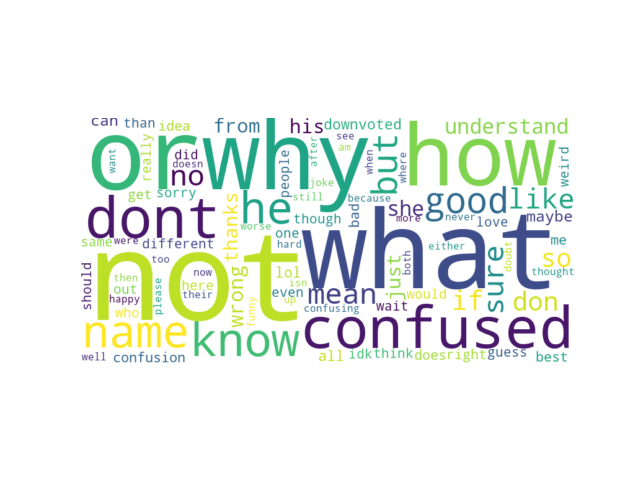 can than idea from his downvoted understand
or why how
want really did doesn no people joke after see am still when where but because weird
get sorry
dont he though she good like
same were different thanks one hard worse bad more never love maybe
not what
should then out too now here their wrong lol isn even up mean just both either would sure if doubt so me don thought
happy who please funny confusing wait
name know confused
well confusion all idk think does right guess best